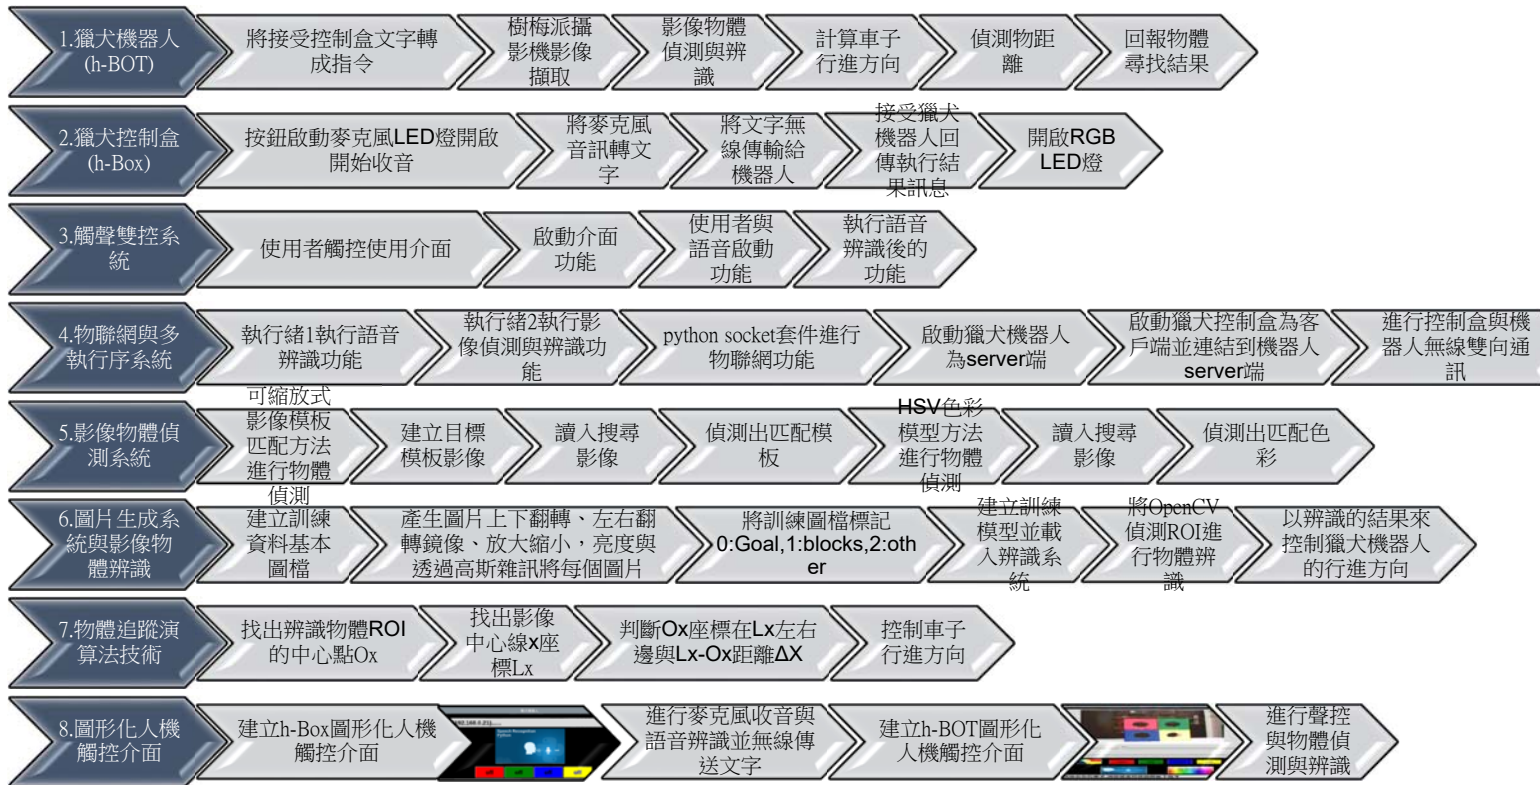 1.獵犬機器人
(h-BOT)
將接受控制盒文字轉
成指令
樹梅派攝
影機影像
擷取
影像物體
偵測與辨
識
計算車子
行進方向
偵測物距
離
回報物體
尋找結果
2.獵犬控制盒
(h-Box)
按鈕啟動麥克風LED燈開啟
開始收音
將麥克風
音訊轉文
字
將文字無
線傳輸給
機器人
接受獵犬
機器人回
傳執行結
果訊息
開啟RGB
LED燈
3.觸聲雙控系
統
使用者觸控使用介面
啟動介面
功能
使用者與
語音啟動
功能
執行語音
辨識後的
功能
4.物聯網與多
執行序系統
執行緒1執行語音
辨識功能
執行緒2執行影
像偵測與辨識功
能
python socket套件進行
物聯網功能
啟動獵犬機器人
為server端
啟動獵犬控制盒為客
戶端並連結到機器人
server端
進行控制盒與機
器人無線雙向通
訊
5.影像物體偵
測系統
可縮放式
影像模板
匹配方法
進行物體
偵測
建立目標
模板影像
讀入搜尋
影像
偵測出匹配模
板
HSV色彩
模型方法
進行物體
偵測
讀入搜尋
影像
偵測出匹配色
彩
6.圖片生成系
統與影像物
體辨識
建立訓練
資料基本
圖檔
產生圖片上下翻轉、左右翻
轉鏡像、放大縮小，亮度與
透過高斯雜訊將每個圖片
將訓練圖檔標記
0:Goal,1:blocks,2:oth
er
建立訓練
模型並載
入辨識系
統
將OpenCV
偵測ROI進
行物體辨
識
以辨識的結果來
控制獵犬機器人
的行進方向
7.物體追蹤演
算法技術
找出辨識物體ROI
的中心點Ox
找出影像
中心線x座
標Lx
判斷Ox座標在Lx左右
邊與Lx-Ox距離ΔX
控制車子
行進方向
8.圖形化人機
觸控介面
建立h-Box圖形化人機
觸控介面
進行麥克風收音與
語音辨識並無線傳
送文字
建立h-BOT圖形化
人機觸控介面
進行聲控
與物體偵
測與辨識